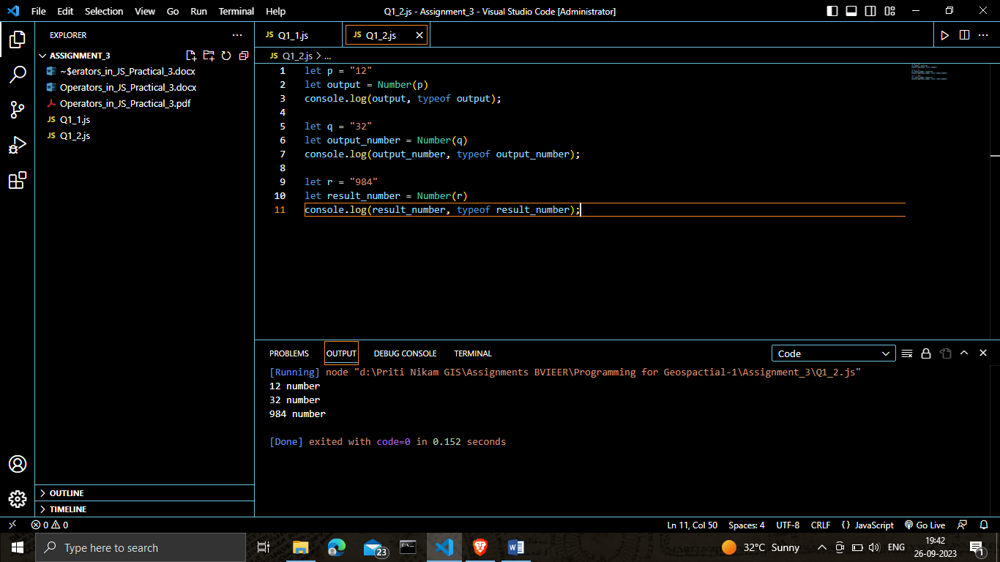 File Edit Selection View Go Run Terminal Help Q1_2.js - Assignment_3 - Visual Studio Code [Administrator]
EXPLORER ...
ASSIGNMENT_3
~$erators_in_JS_Practical_3.docx
Operators_in_JS_Practical_3.docx
Operators_in_JS_Practical_3.pdf
JS Q1_1.js
JS Q1_2.js
OUTLINE
TIMELINE
JS Q1_1.js JS Q1_2.js
JS Q1_2.js > ...
1 let p = "12"
2 let output = Number(p)
3 console.log(output, typeof output);
4
5 let q = "32"
6 let output_number = Number(q)
7 console.log(output_number, typeof output_number);
8
9 let r = "984"
10 let result_number = Number(r)
11 console.log(result_number, typeof result_number);
PROBLEMS OUTPUT DEBUG CONSOLE TERMINAL Code
[Running] node "d:\Priti Nikam GIS\Assignments BVIEER\Programming for Geospactial-1\Assignment_3\Q1_2.js"
12 number
32 number
984 number
[Done] exited with code=0 in 0.152 seconds
0 0 Ln 11, Col 50 Spaces: 4 UTF-8 CRLF {} JavaScript Go Live
Type here to search 23 32°C Sunny ENG 19:42 1
26-09-2023